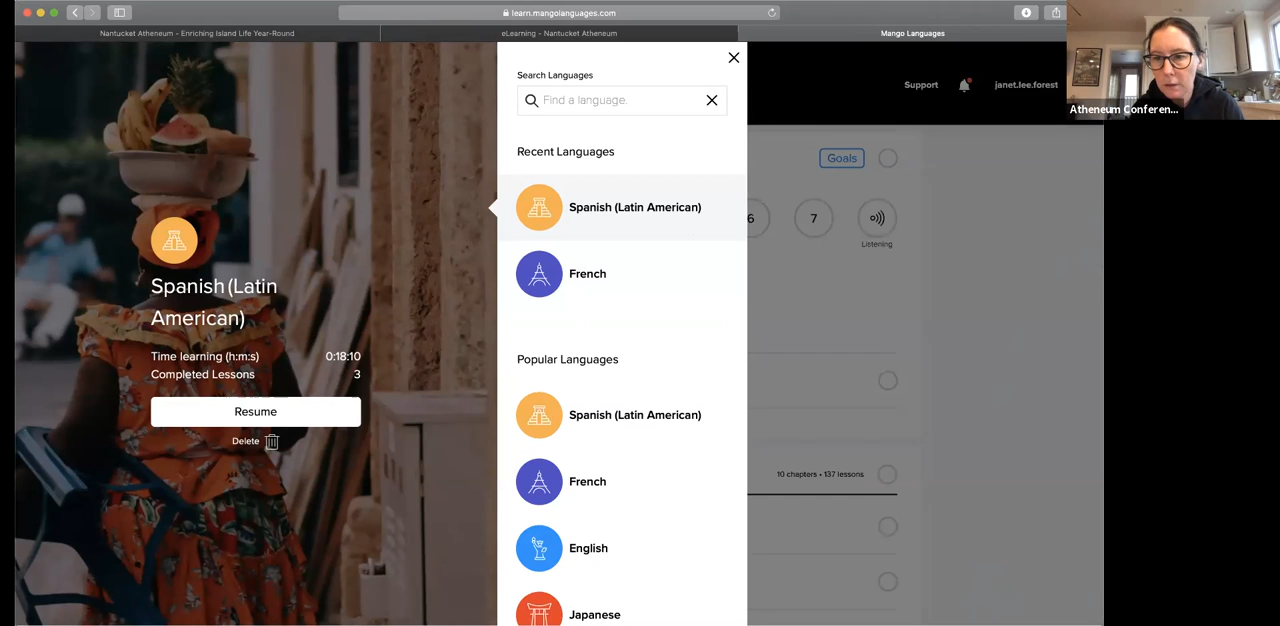 learn.mangolanguages.com
Nantucket Atheneum - Enriching Island Life Year-Round
eLearning - Nantucket Atheneum
Mango Languages
Search Languages
Find a language.
Recent Languages
Spanish (Latin American)
French
Popular Languages
Spanish (Latin American)
French
English
Japanese
Spanish (Latin
American)
Time learning (h:m:s) 0:18:10
Completed Lessons 3
Resume
Delete
Support
janet.lee.forest
Goals
6
7
Listening
10 chapters • 137 lessons
Atheneum Conferen...